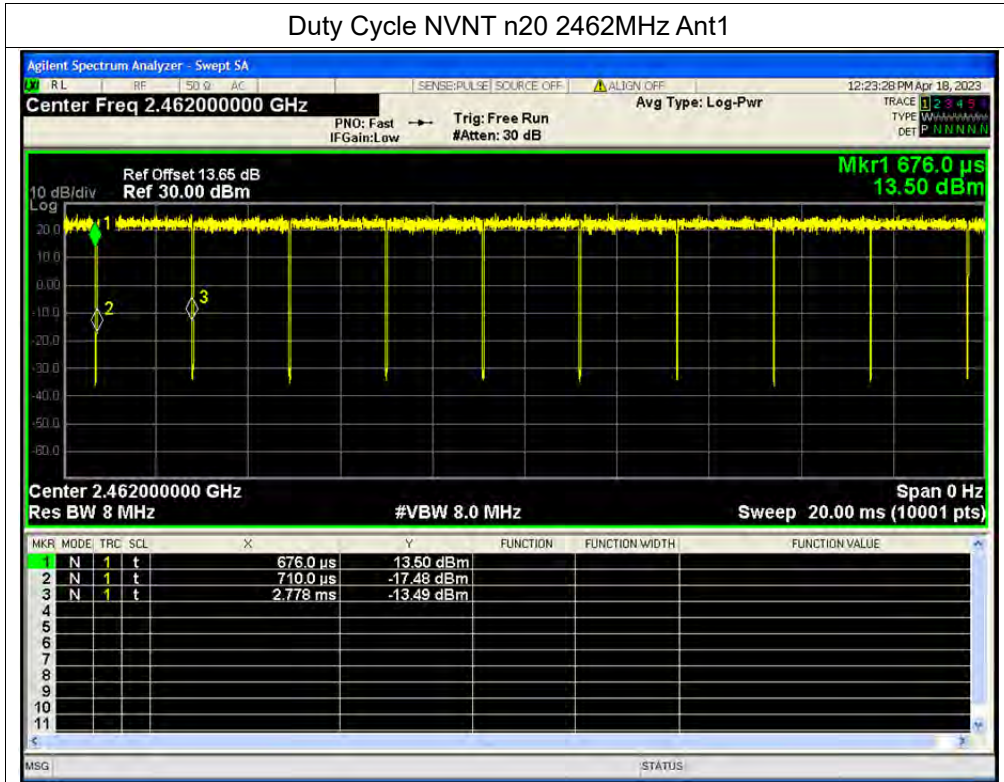 Duty Cycle NVNT n20 2462MHz Ant1
Agilent Spectrum Analyzer - Swept SA
RL RF 50 Ω AC SENSE:PULSE SOURCE OFF ALIGN OFF 12:23:28 PM Apr 18, 2023
Center Freq 2.462000000 GHz Avg Type: Log-Pwr TRACE 1 2 3 4 5 6
PNO: Fast Trig: Free Run TYPE W
IFGain:Low #Atten: 30 dB DET P N N N N N
Mkr1 676.0 µs
Ref Offset 13.65 dB
10 dB/div Ref 30.00 dBm 13.50 dBm
Log
20.0
1
10.0
0.00
3
-10.0
2
-20.0
-30.0
-40.0
-50.0
-60.0
Center 2.462000000 GHz Span 0 Hz
Res BW 8 MHz #VBW 8.0 MHz Sweep 20.00 ms (10001 pts)
MKR MODE TRC SCL X Y FUNCTION FUNCTION WIDTH FUNCTION VALUE
1 N 1 t 676.0 µs 13.50 dBm
2 N 1 t 710.0 µs -17.48 dBm
3 N 1 t 2.778 ms -13.49 dBm
4
5
6
7
8
9
10
11
MSG STATUS